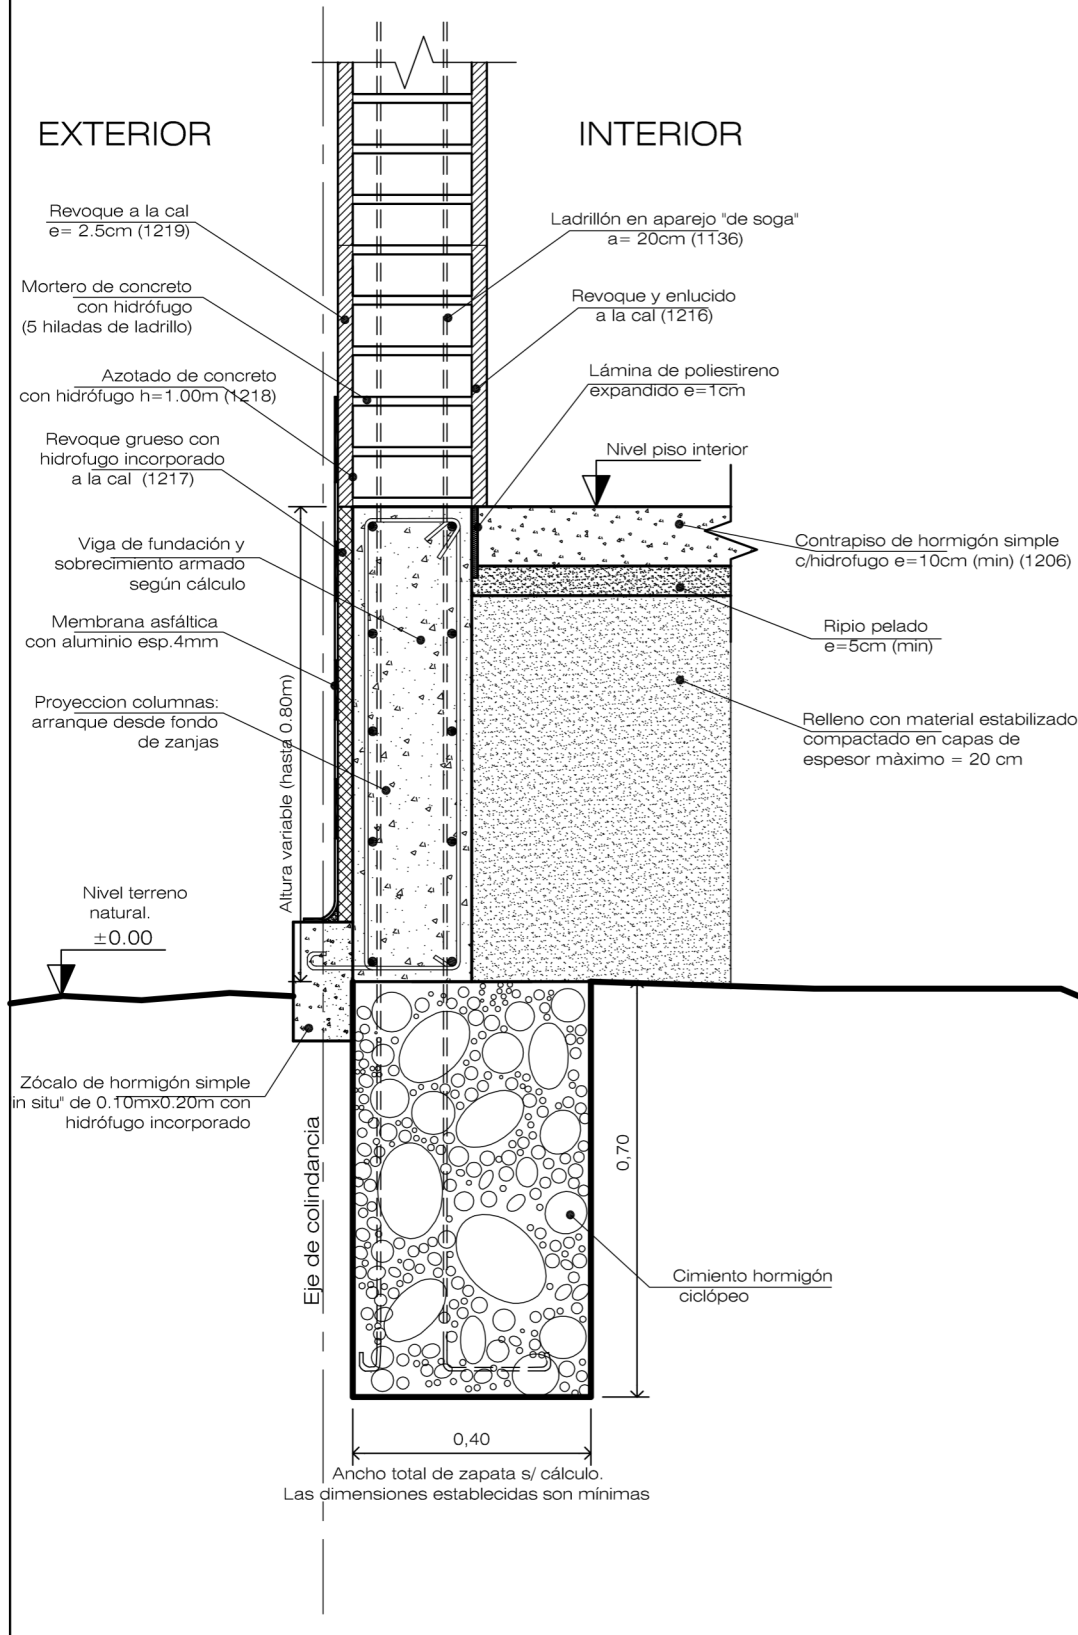 EXTERIOR
INTERIOR
Revoque a la cal
e= 2.5cm (1219)
Mortero de concreto
con hidrófugo
(5 hiladas de ladrillo)
Azotado de concreto
con hidrófugo h=1.00m (1218)
Revoque grueso con
hidrofugo incorporado
a la cal (1217)
Viga de fundación y
sobrecimiento armado
según cálculo
Membrana asfáltica
con aluminio esp.4mm
Proyeccion columnas:
arranque desde fondo
de zanjas
Altura variable (hasta 0.80m)
Nivel terreno
natural.
±0.00
Zócalo de hormigón simple
in situ" de 0.10mx0.20m con
hidrófugo incorporado
Eje de colindancia
Ladrillón en aparejo "de soga"
a= 20cm (1136)
Revoque y enlucido
a la cal (1216)
Lámina de poliestireno
expandido e=1cm
Nivel piso interior
Contrapiso de hormigón simple
c/hidrofugo e=10cm (min) (1206)
Ripio pelado
e=5cm (min)
Relleno con material estabilizado
compactado en capas de
espesor màximo = 20 cm
0,70
Cimiento hormigón
ciclópeo
0,40
Ancho total de zapata s/ cálculo.
Las dimensiones establecidas son mínimas